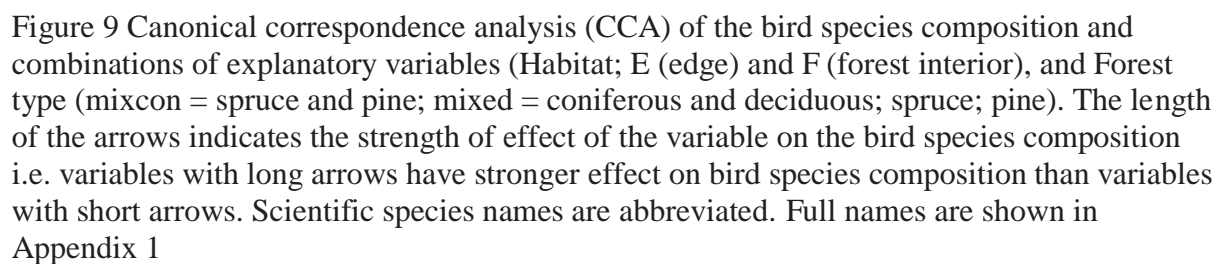 Figure 9 Canonical correspondence analysis (CCA) of the bird species composition and
combinations of explanatory variables (Habitat; E (edge) and F (forest interior), and Forest
type (mixcon = spruce and pine; mixed = coniferous and deciduous; spruce; pine). The length
of the arrows indicates the strength of effect of the variable on the bird species composition
i.e. variables with long arrows have stronger effect on bird species composition than variables
with short arrows. Scientific species names are abbreviated. Full names are shown in
Appendix 1